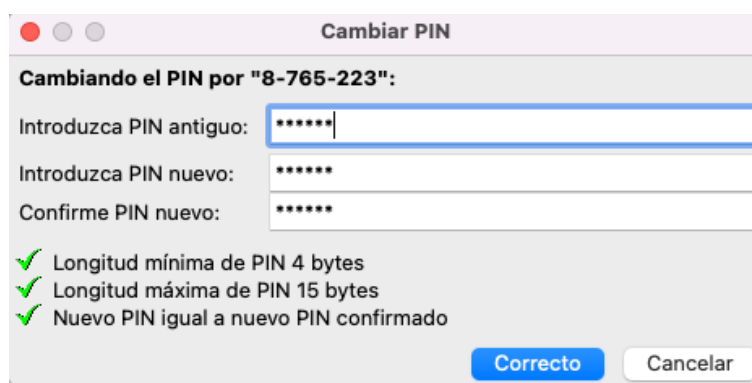 Cambiar PIN
Cambiando el PIN por "8-765-223":
Introduzca PIN antiguo: ******
Introduzca PIN nuevo: ******
Confirme PIN nuevo: ******
Longitud mínima de PIN 4 bytes
Longitud máxima de PIN 15 bytes
Nuevo PIN igual a nuevo PIN confirmado
Correcto Cancelar